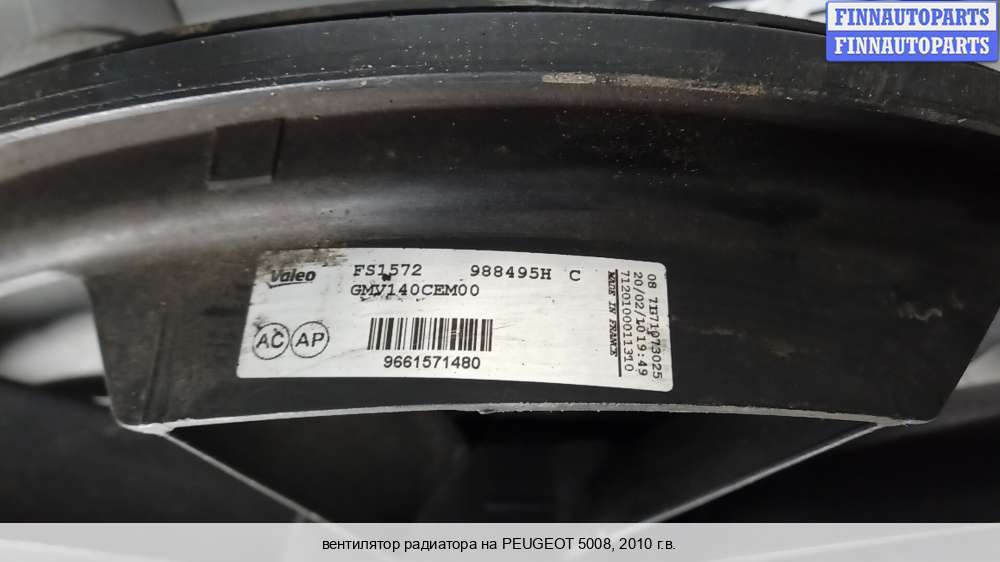 FINNAUTOPARTS
FINNAUTOPARTS
Valeo
FS1572 988495H C
GMV140CEM00
AC AP
9661571480
08 7H71073025
20/02/10 19:49
7120100011310
MADE IN FRANCE
вентилятор радиатора на PEUGEOT 5008, 2010 г.в.